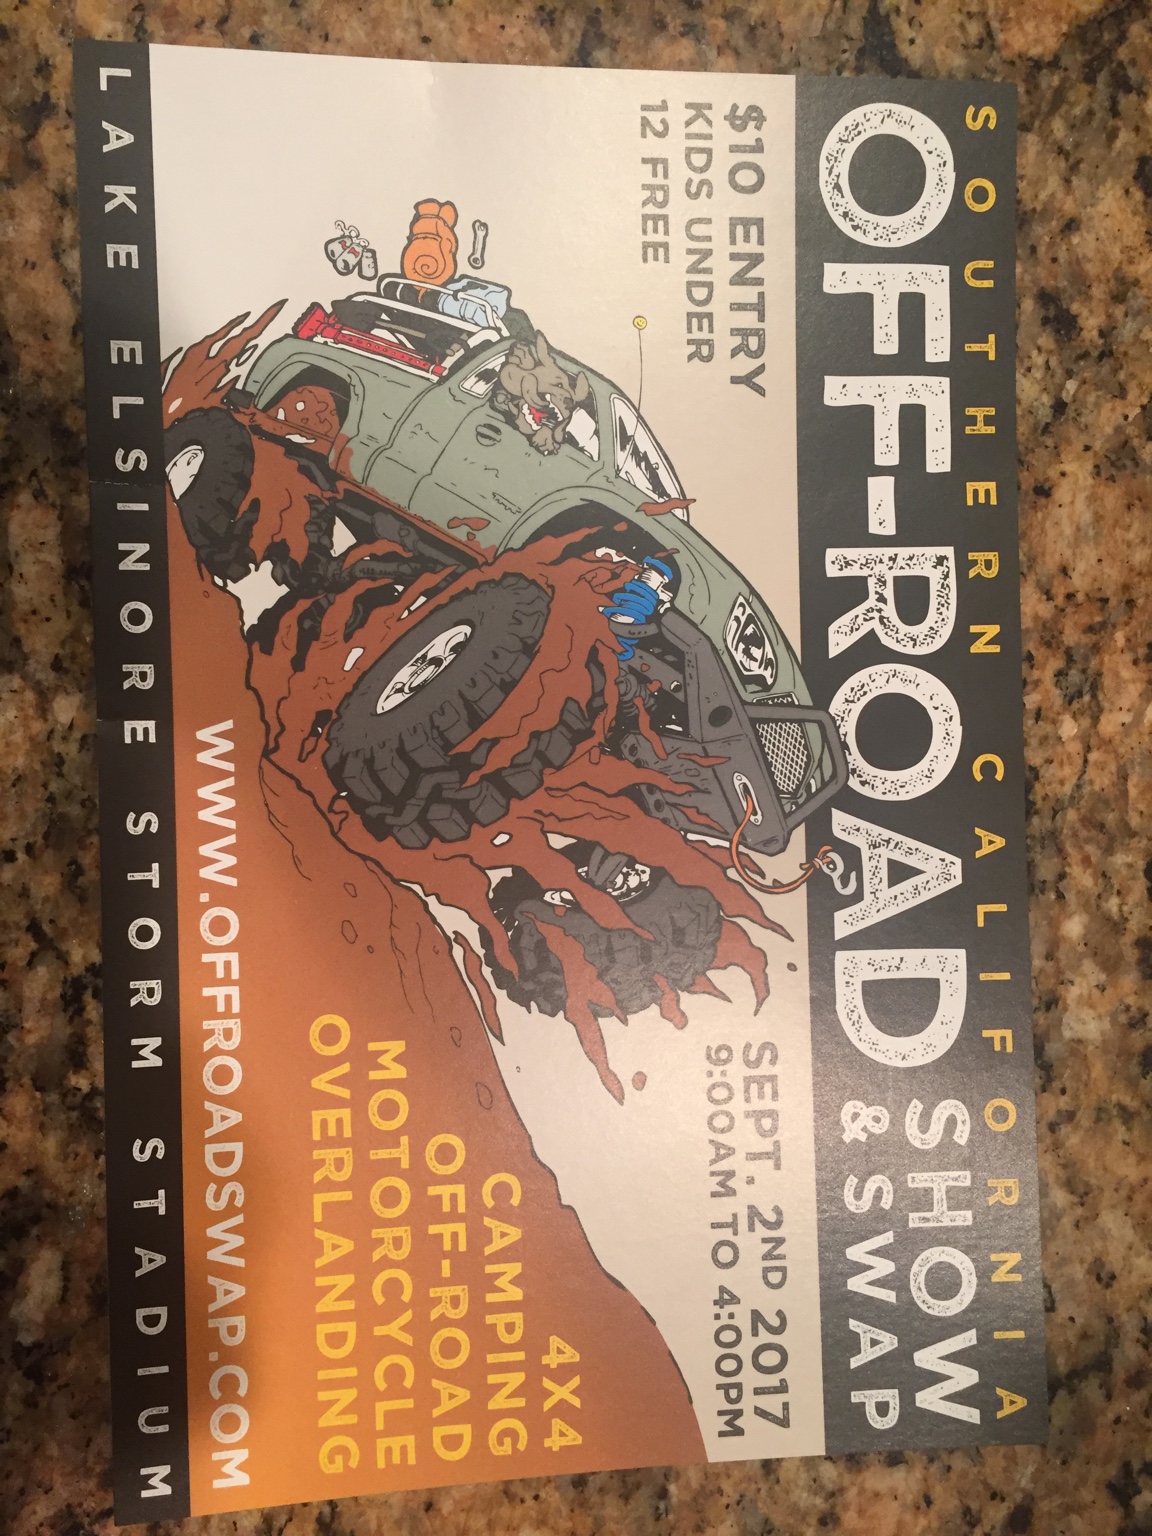 SOUTHERN CALIFORNIA
OFF-ROAD SHOW & SWAP
$10 ENTRY
KIDS UNDER
12 FREE
SEPT. 2ND 2017
9:00AM TO 4:00PM
4X4
CAMPING
OFF-ROAD
MOTORCYCLE
OVERLANDING
WWW.OFFROADSWAP.COM
LAKE ELSINORE STORM STADIUM